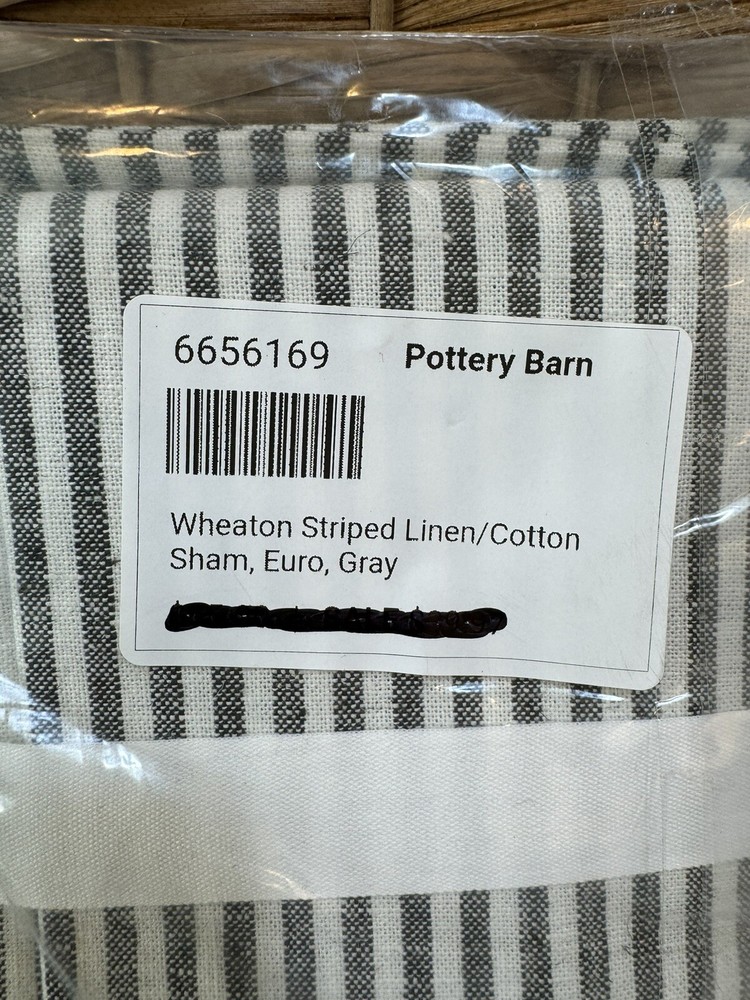 6656169 Pottery Barn
Wheaton Striped Linen/Cotton
Sham, Euro, Gray